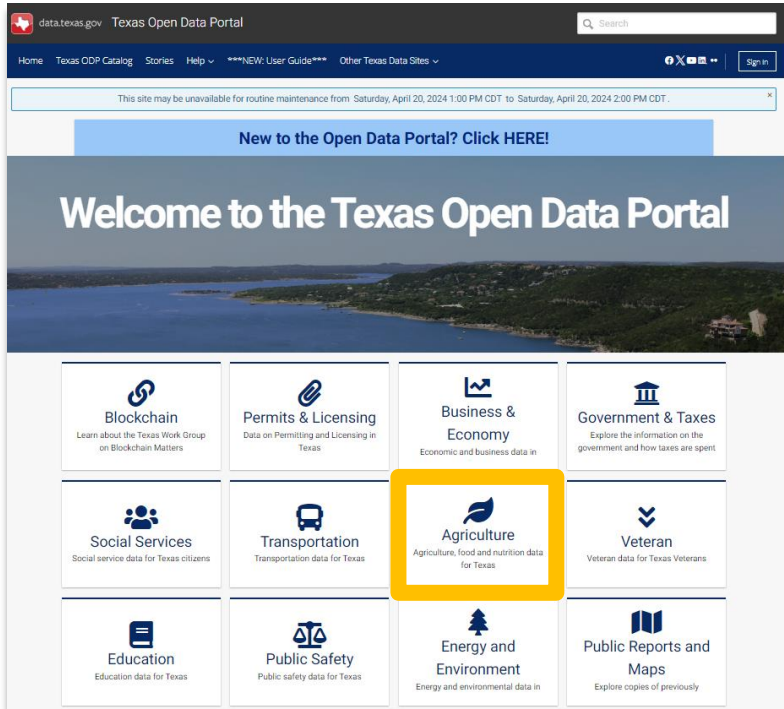 data.texas.gov Texas Open Data Portal
Search
Home Texas ODP Catalog Stories Help ***NEW: User Guide*** Other Texas Data Sites Sign In
This site may be unavailable for routine maintenance from Saturday, April 20, 2024 1:00 PM CDT to Saturday, April 20, 2024 2:00 PM CDT .
New to the Open Data Portal? Click HERE!
Welcome to the Texas Open Data Portal
Blockchain
Learn about the Texas Work Group
on Blockchain Matters
Permits & Licensing
Data on Permitting and Licensing in
Texas
Business &
Economy
Economic and business data in
Government & Taxes
Explore the information on the
government and how taxes are spent
Social Services
Social service data for Texas citizens
Transportation
Transportation data for Texas
Agriculture
Agriculture, food and nutrition data
for Texas
Veteran
Veteran data for Texas Veterans
Education
Education data for Texas
Public Safety
Public safety data for Texas
Energy and
Environment
Energy and environmental data in
Public Reports and
Maps
Explore copies of previously